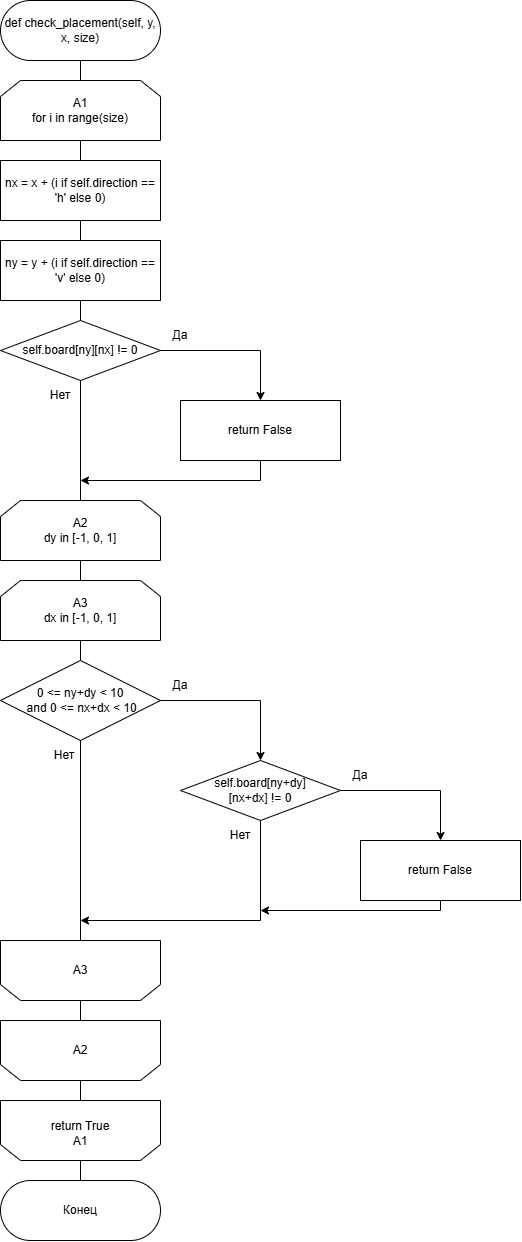 def check_placement(self, y,
x, size)
A1
for i in range(size)
nx = x + (i if self.direction ==
'h' else 0)
ny = y + (i if self.direction ==
'v' else 0)
self.board[ny][nx] != 0
Да
Нет
return False
A2
dy in [-1, 0, 1]
A3
dx in [-1, 0, 1]
0 <= ny+dy < 10
and 0 <= nx+dx < 10
Да
Нет
self.board[ny+dy]
[nx+dx] != 0
Да
Нет
return False
A3
A2
return True
A1
Конец